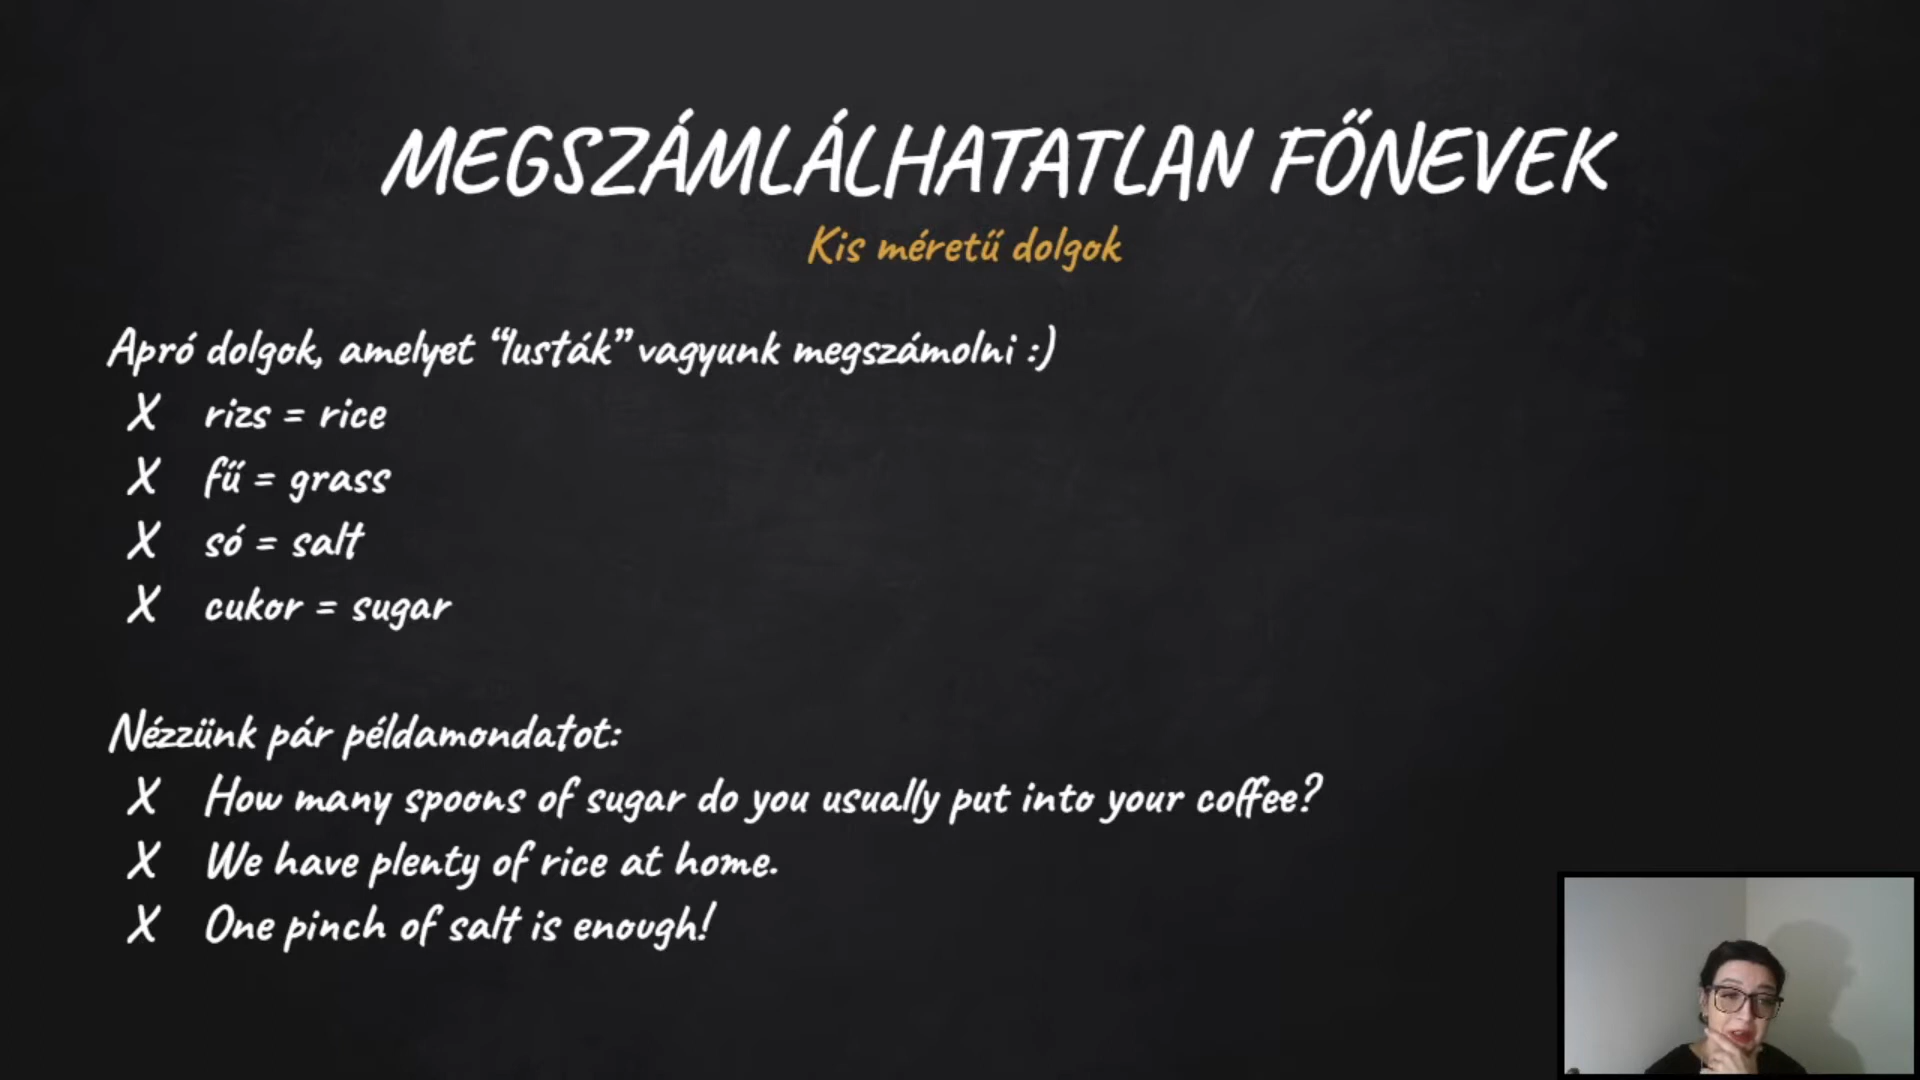 MEGSZÁMLÁLHATATLAN FŐNEVEK
Kis méretű dolgok
Apró dolgok, amelyet “lusták” vagyunk megszámolni :)
X rizs = rice
X fű = grass
X só = salt
X cukor = sugar
Nézzünk pár példamondatot:
X How many spoons of sugar do you usually put into your coffee?
X We have plenty of rice at home.
X One pinch of salt is enough!